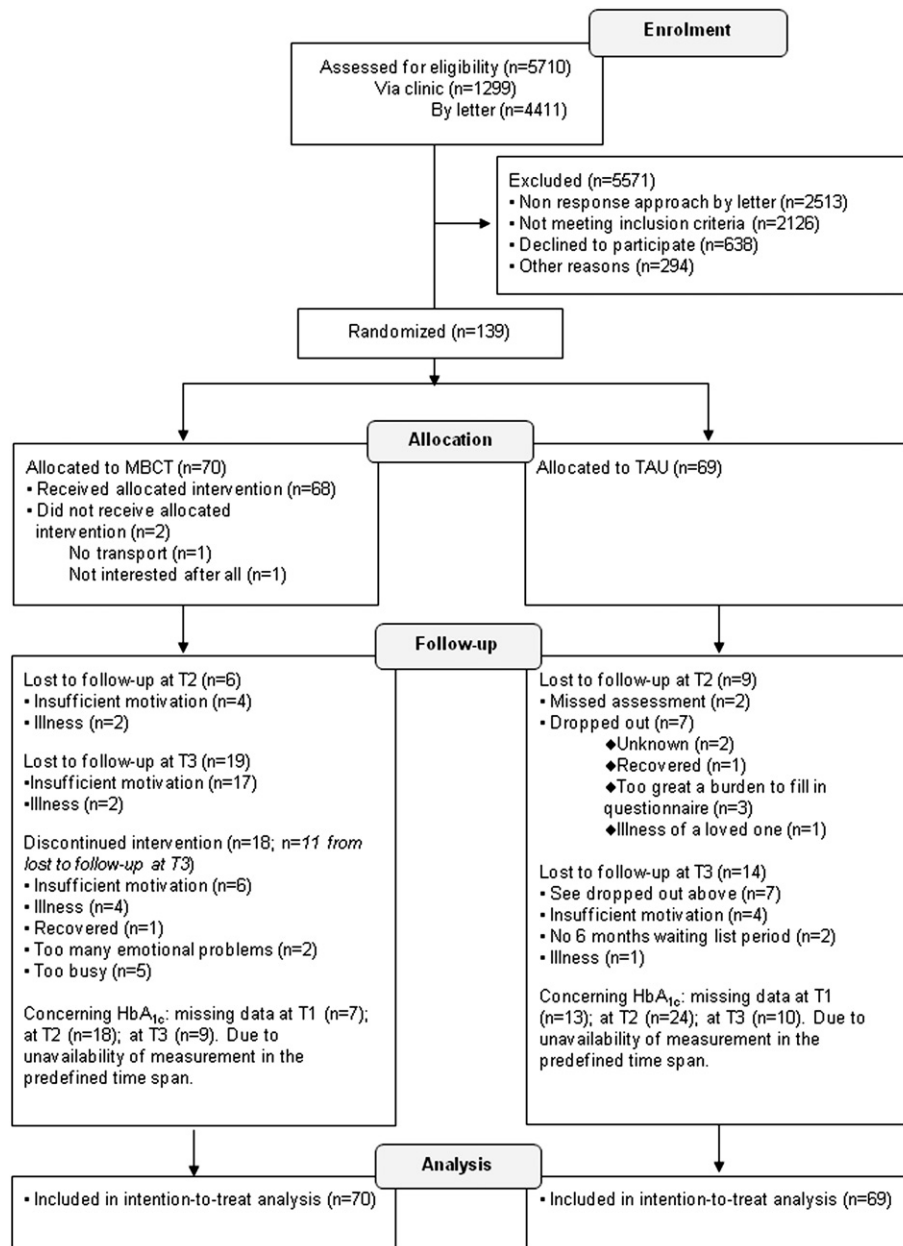 Enrolment
Assessed for eligibility (n=5710)
Via clinic (n=1299)
By letter (n=4411)
Excluded (n=5571)
▪ Non response approach by letter (n=2513)
▪ Not meeting inclusion criteria (n=2126)
▪ Declined to participate (n=638)
▪ Other reasons (n=294)
Randomized (n=139)
Allocation
Allocated to MBCT (n=70)
▪ Received allocated intervention (n=68)
▪ Did not receive allocated
intervention (n=2)
No transport (n=1)
Not interested after all (n=1)
Allocated to TAU (n=69)
Follow-up
Lost to follow-up at T2 (n=6)
▪ Insufficient motivation (n=4)
▪ Illness (n=2)
Lost to follow-up at T3 (n=19)
▪Insufficient motivation (n=17)
▪Illness (n=2)
Discontinued intervention (n=18; n=11 from
lost to follow-up at T3)
▪ Insufficient motivation (n=6)
▪ Illness (n=4)
▪ Recovered (n=1)
▪ Too many emotional problems (n=2)
▪ Too busy (n=5)
Concerning HbA1c: missing data at T1 (n=7);
at T2 (n=18); at T3 (n=9). Due to
unavailability of measurement in the
predefined time span.
Lost to follow-up at T2 (n=9)
▪ Missed assessment (n=2)
▪ Dropped out (n=7)
◆Unknown (n=2)
◆Recovered (n=1)
◆Too great a burden to fill in
questionnaire (n=3)
◆Illness of a loved one (n=1)
Lost to follow-up at T3 (n=14)
▪ See dropped out above (n=7)
▪ Insufficient motivation (n=4)
▪ No 6 months waiting list period (n=2)
▪ Illness (n=1)
Concerning HbA1c: missing data at T1
(n=13); at T2 (n=24); at T3 (n=10). Due to
unavailability of measurement in the
predefined time span.
Analysis
▪ Included in intention-to-treat analysis (n=70)
▪ Included in intention-to-treat analysis (n=69)